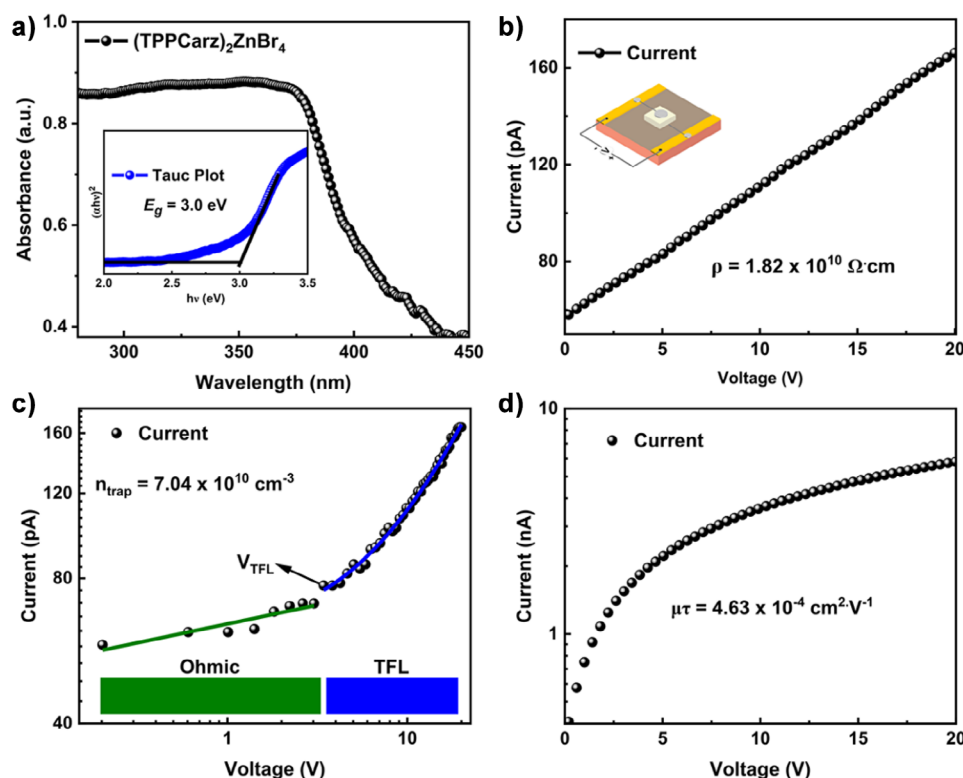 a)
(TPPCarz)₂ZnBr₄
Absorbance (a.u.)
1.0
0.8
0.6
0.4
300
350
400
450
Wavelength (nm)
Tauc Plot
E_g = 3.0 eV
(αhν)²
2.0
2.5
3.0
3.5
hν (eV)
b)
Current
Current (pA)
160
120
80
ρ = 1.82 x 10¹⁰ Ω·cm
0
5
10
15
20
Voltage (V)
c)
Current
n_trap = 7.04 x 10¹⁰ cm⁻³
V_TFL
Current (pA)
160
120
80
40
Ohmic
TFL
1
10
Voltage (V)
d)
Current
Current (nA)
10
1
μτ = 4.63 x 10⁻⁴ cm²·V⁻¹
0
5
10
15
20
Voltage (V)